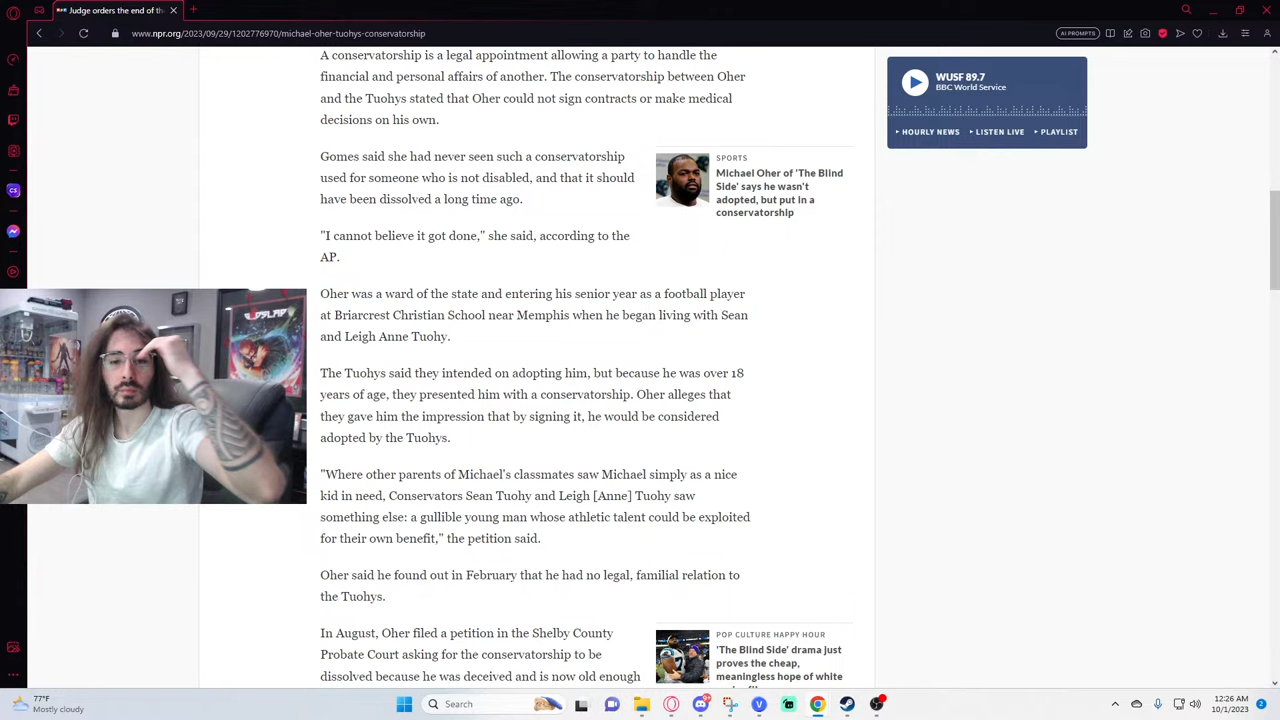 Judge orders the end of the
www.npr.org/2023/09/29/1202776970/michael-oher-tuohys-conservatorship
AI PROMPTS
A conservatorship is a legal appointment allowing a party to handle the
financial and personal affairs of another. The conservatorship between Oher
and the Tuohys stated that Oher could not sign contracts or make medical
decisions on his own.
Gomes said she had never seen such a conservatorship
used for someone who is not disabled, and that it should
have been dissolved a long time ago.
"I cannot believe it got done," she said, according to the
AP.
SPORTS
Michael Oher of 'The Blind
Side' says he wasn't
adopted, but put in a
conservatorship
Oher was a ward of the state and entering his senior year as a football player
at Briarcrest Christian School near Memphis when he began living with Sean
and Leigh Anne Tuohy.
The Tuohys said they intended on adopting him, but because he was over 18
years of age, they presented him with a conservatorship. Oher alleges that
they gave him the impression that by signing it, he would be considered
adopted by the Tuohys.
"Where other parents of Michael's classmates saw Michael simply as a nice
kid in need, Conservators Sean Tuohy and Leigh [Anne] Tuohy saw
something else: a gullible young man whose athletic talent could be exploited
for their own benefit," the petition said.
Oher said he found out in February that he had no legal, familial relation to
the Tuohys.
In August, Oher filed a petition in the Shelby County
Probate Court asking for the conservatorship to be
dissolved because he was deceived and is now old enough
POP CULTURE HAPPY HOUR
'The Blind Side' drama just
proves the cheap,
meaningless hope of white
WUSF 89.7
BBC World Service
HOURLY NEWS
LISTEN LIVE
PLAYLIST
77°F
Mostly cloudy
Search
12:26 AM
10/1/2023